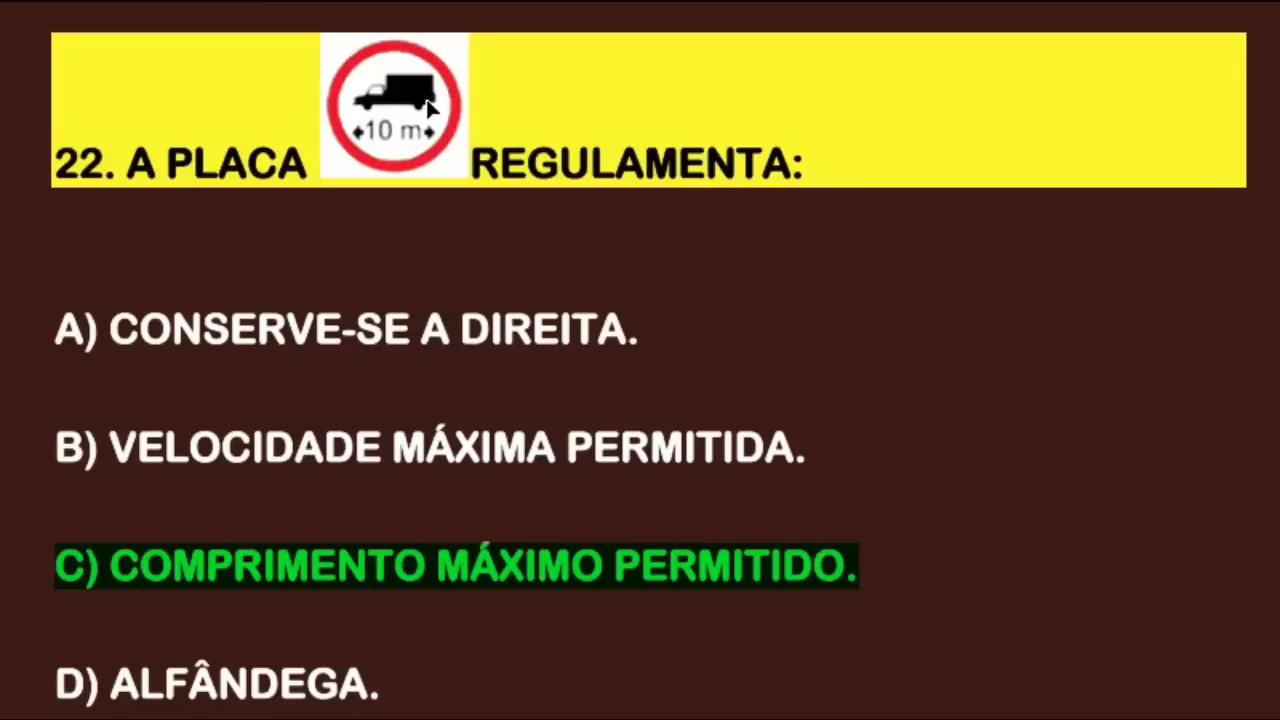 10 m
22. A PLACA REGULAMENTA:
A) CONSERVE-SE A DIREITA.
B) VELOCIDADE MÁXIMA PERMITIDA.
C) COMPRIMENTO MÁXIMO PERMITIDO.
D) ALFÂNDEGA.